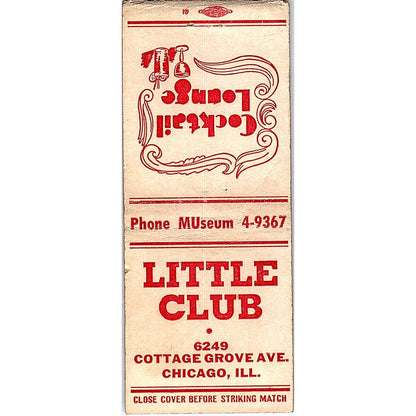 Cocktail
Lounge
Phone MUseum 4-9367
LITTLE
CLUB
6249
COTTAGE GROVE AVE.
CHICAGO, ILL.
CLOSE COVER BEFORE STRIKING MATCH